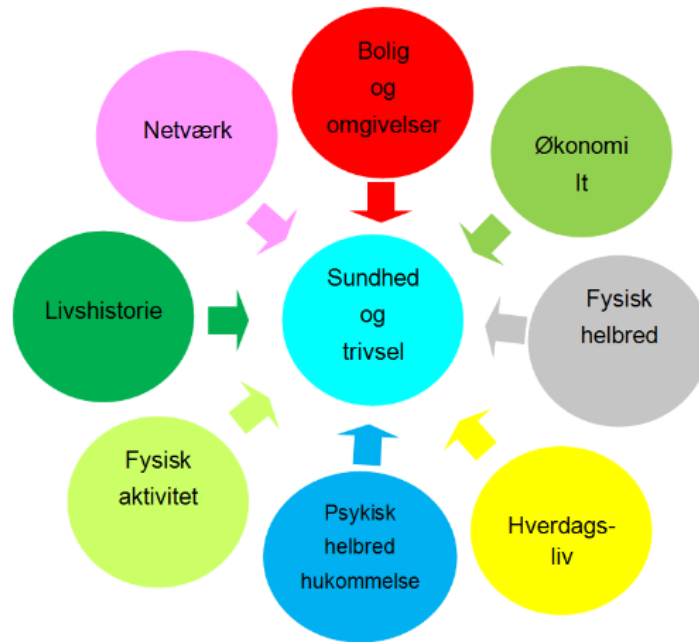 Bolig
og
omgivelser
Netværk
Økonomi
It
Sundhed
og
trivsel
Livshistorie
Fysisk
helbred
Fysisk
aktivitet
Psykisk
helbred
hukommelse
Hverdags-
liv